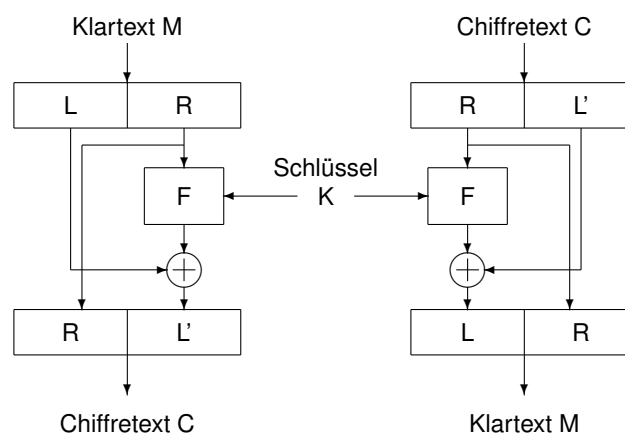 Klartext M
Chiffretext C
L R
R L'
Schlüssel
F K F
R L'
L R
Chiffretext C
Klartext M